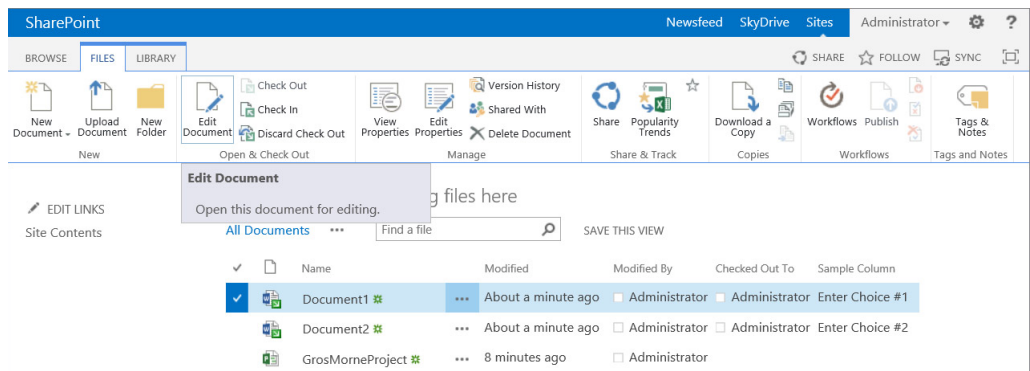 SharePoint Newsfeed SkyDrive Sites Administrator ?
BROWSE FILES LIBRARY SHARE FOLLOW SYNC
New Document Upload Document New Folder Edit Document Check Out Check In Discard Check Out View Properties Edit Properties Version History Shared With Delete Document Share Popularity Trends Download a Copy Workflows Publish Tags & Notes
New Open & Check Out Manage Share & Track Copies Workflows Tags and Notes
Edit Document
Open this document for editing.
g files here
EDIT LINKS
Site Contents
All Documents ••• Find a file SAVE THIS VIEW
Name Modified Modified By Checked Out To Sample Column
Document1 ••• About a minute ago Administrator Administrator Enter Choice #1
Document2 ••• About a minute ago Administrator Administrator Enter Choice #2
GrosMorneProject ••• 8 minutes ago Administrator